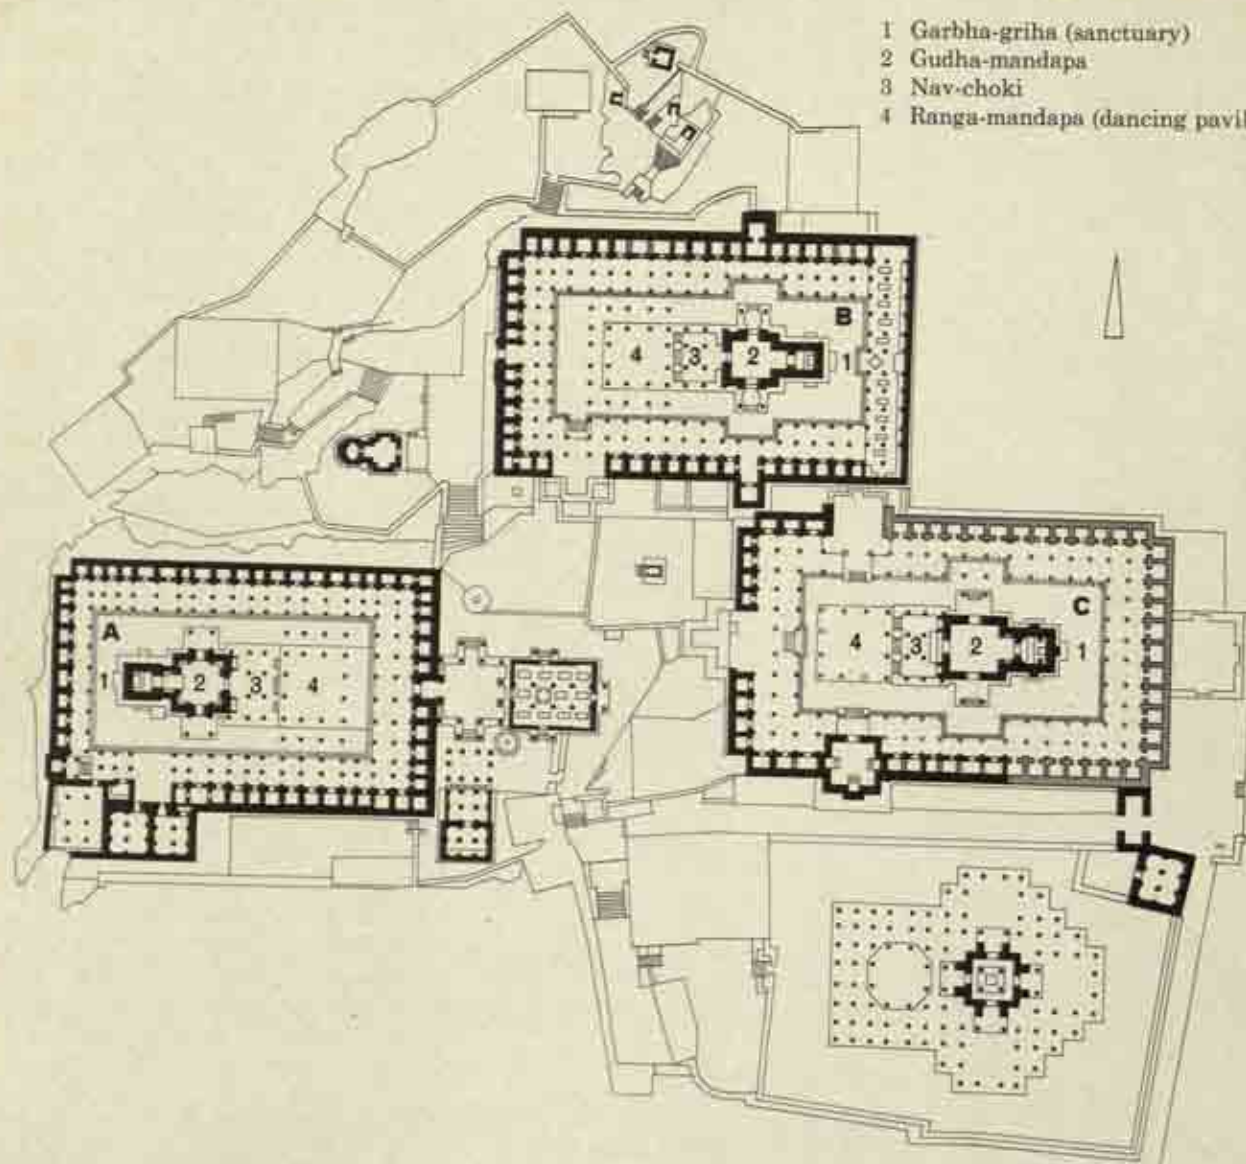 1 Garbha-griha (sanctuary)
2 Gudha-mandapa
3 Nav-choki
4 Ranga-mandapa (dancing pavil
B
4 3 2 1
C
4 3 2 1
A
1 2 3 4